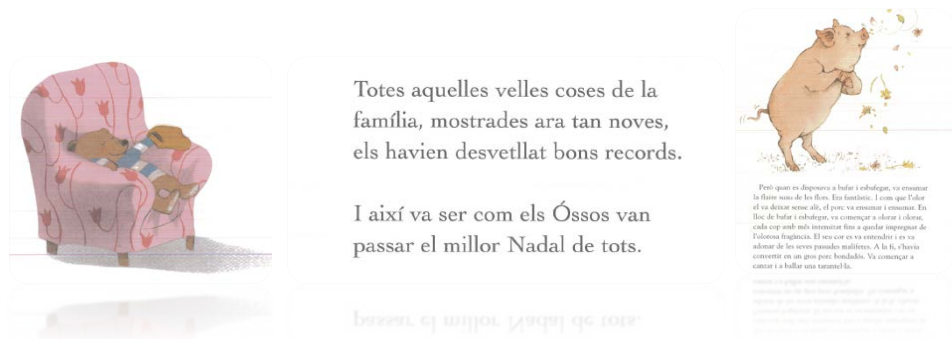 Totes aquelles velles coses de la
família, mostrades ara tan noves,
els havien desvetllat bons records.
I així va ser com els Óssos van
passar el millor Nadal de tots.
Però quan es disposava a bufar i esbufegar, va ensumar
la flaire suau de les flors. Era fantàstic. I com que l'olor
el va deixar sense alè, el porc va ensumar i ensumar. En
lloc de bufar i esbufegar, va començar a olorar i olorar,
cada cop amb més intensitat fins a quedar impregnat de
l'olorosa fragància. El seu cor es va entendrir i es va
adonar de les seves passades malifetes. A la fi, s'havia
convertit en un gros porc bondadós. Va començar a
cantar i a ballar una tarantel·la.